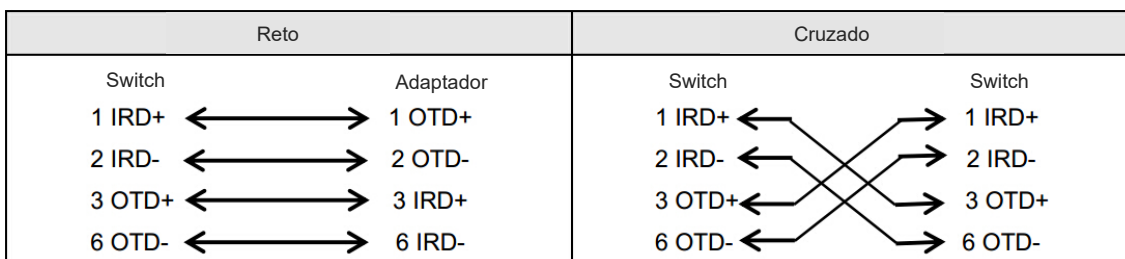 Reto Cruzado
Switch Adaptador Switch Switch
1 IRD+ 1 OTD+ 1 IRD+ 1 IRD+
2 IRD- 2 OTD- 2 IRD- 2 IRD-
3 OTD+ 3 IRD+ 3 OTD+ 3 OTD+
6 OTD- 6 IRD- 6 OTD- 6 OTD-